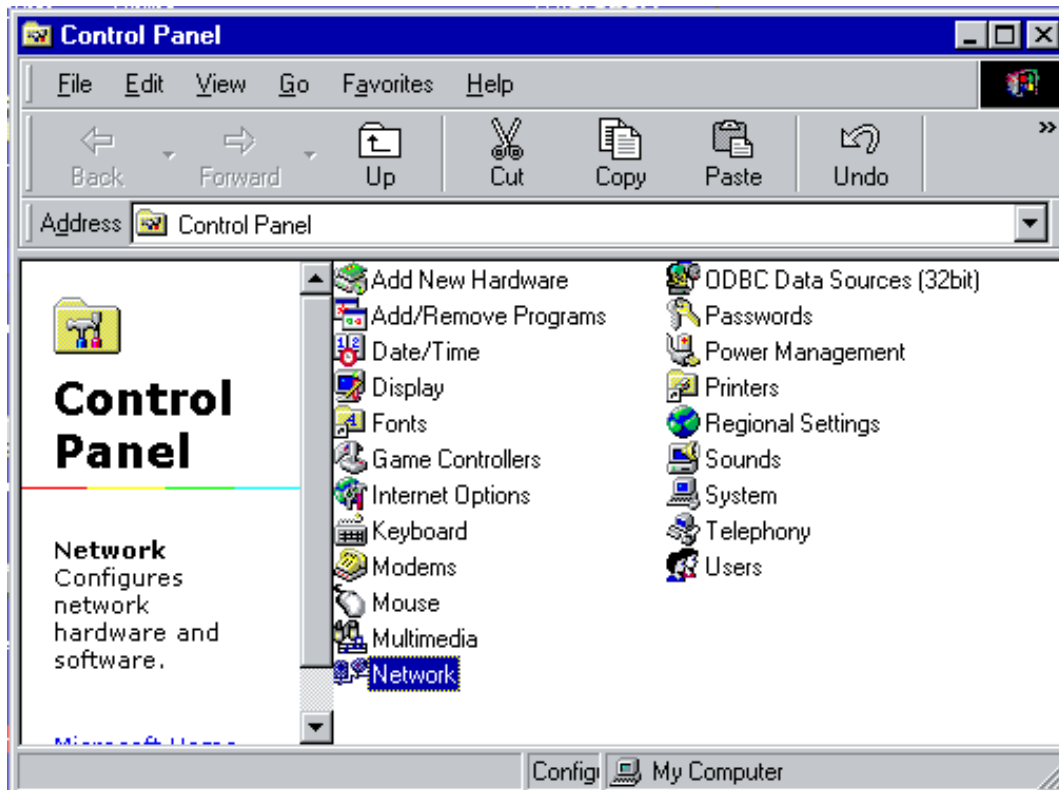 Control Panel
File Edit View Go Favorites Help
Back Forward Up Cut Copy Paste Undo »
Address Control Panel
Control
Panel
Network
Configures
network
hardware and
software.
Microsoft Home
Add New Hardware
Add/Remove Programs
Date/Time
Display
Fonts
Game Controllers
Internet Options
Keyboard
Modems
Mouse
Multimedia
Network
ODBC Data Sources (32bit)
Passwords
Power Management
Printers
Regional Settings
Sounds
System
Telephony
Users
Config My Computer